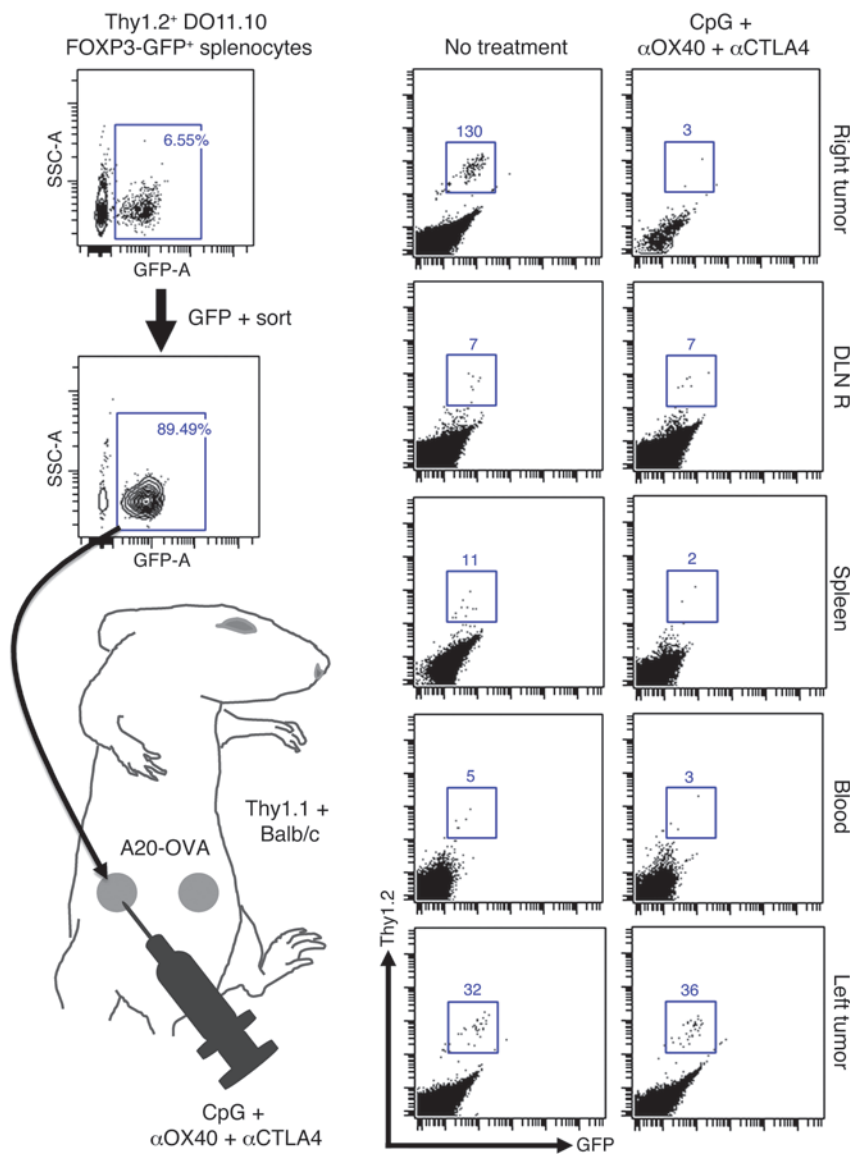 Thy1.2⁺ DO11.10
FOXP3-GFP⁺ splenocytes
SSC-A
6.55%
GFP-A
GFP + sort
SSC-A
89.49%
GFP-A
Thy1.1 +
Balb/c
A20-OVA
CpG +
αOX40 + αCTLA4
No treatment
CpG +
αOX40 + αCTLA4
130
3
Right tumor
7
7
DLN R
11
2
Spleen
5
3
Blood
Thy1.2
32
36
Left tumor
GFP